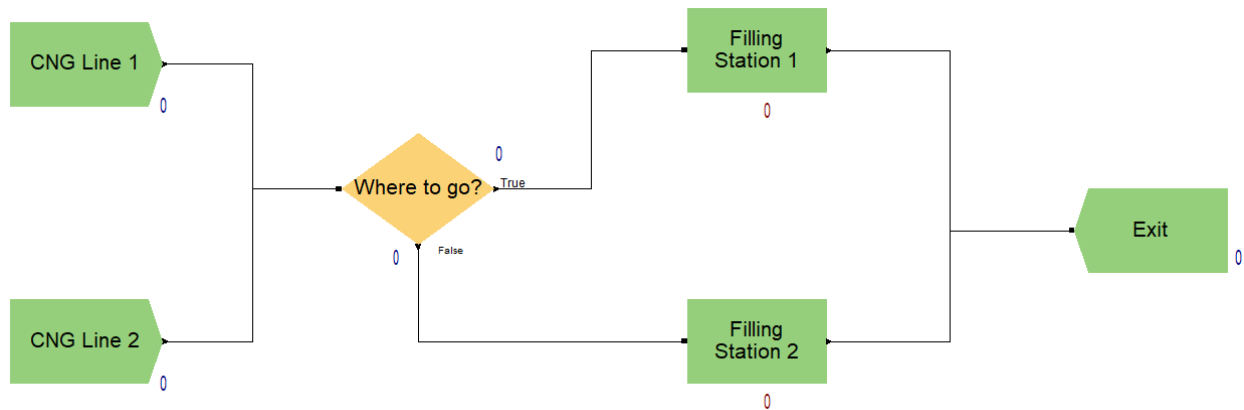 CNG Line 1
0
CNG Line 2
0
Where to go?
0
True
0
False
Filling
Station 1
0
Filling
Station 2
0
Exit
0